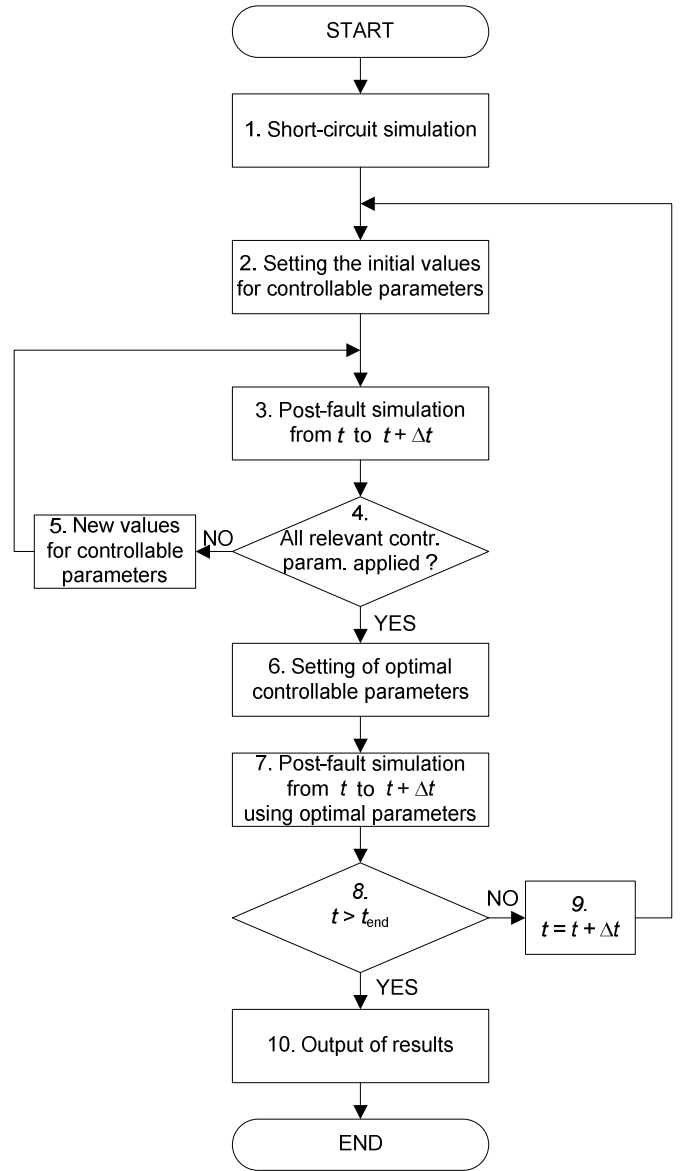 START
1. Short-circuit simulation
2. Setting the initial values
for controllable parameters
3. Post-fault simulation
from t to t + Δt
4.
All relevant contr.
param. applied ?
NO
5. New values
for controllable
parameters
YES
6. Setting of optimal
controllable parameters
7. Post-fault simulation
from t to t + Δt
using optimal parameters
8.
t > tend
NO
9.
t = t + Δt
YES
10. Output of results
END